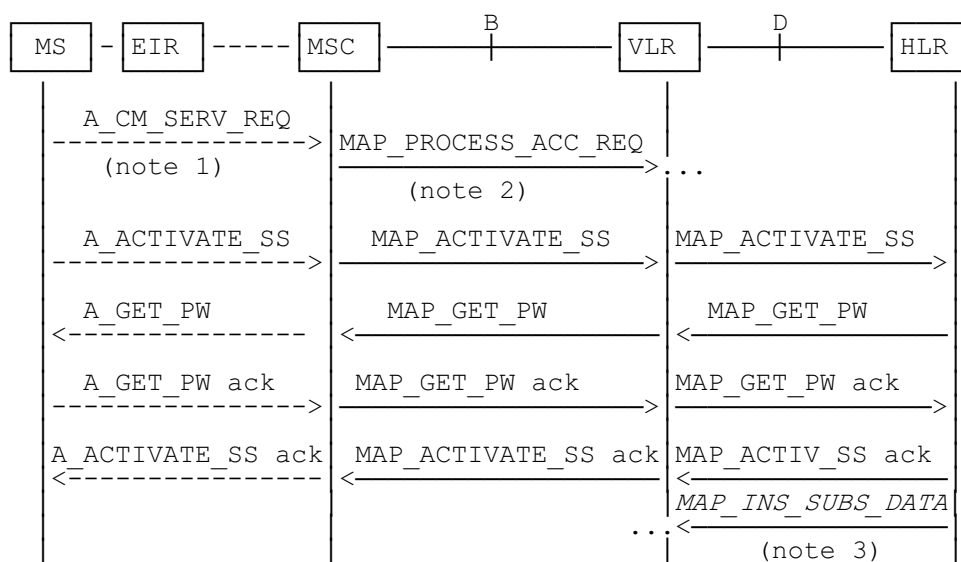 B D
MS EIR MSC VLR HLR
A_CM_SERV_REQ
MAP_PROCESS_ACC_REQ
(note 1) ...
(note 2)
A_ACTIVATE_SS MAP_ACTIVATE_SS MAP_ACTIVATE_SS
A_GET_PW MAP_GET_PW MAP_GET_PW
A_GET_PW ack MAP_GET_PW ack MAP_GET_PW ack
A_ACTIVATE_SS ack MAP_ACTIVATE_SS ack MAP_ACTIV_SS ack
MAP_INS_SUBS_DATA
...
(note 3)